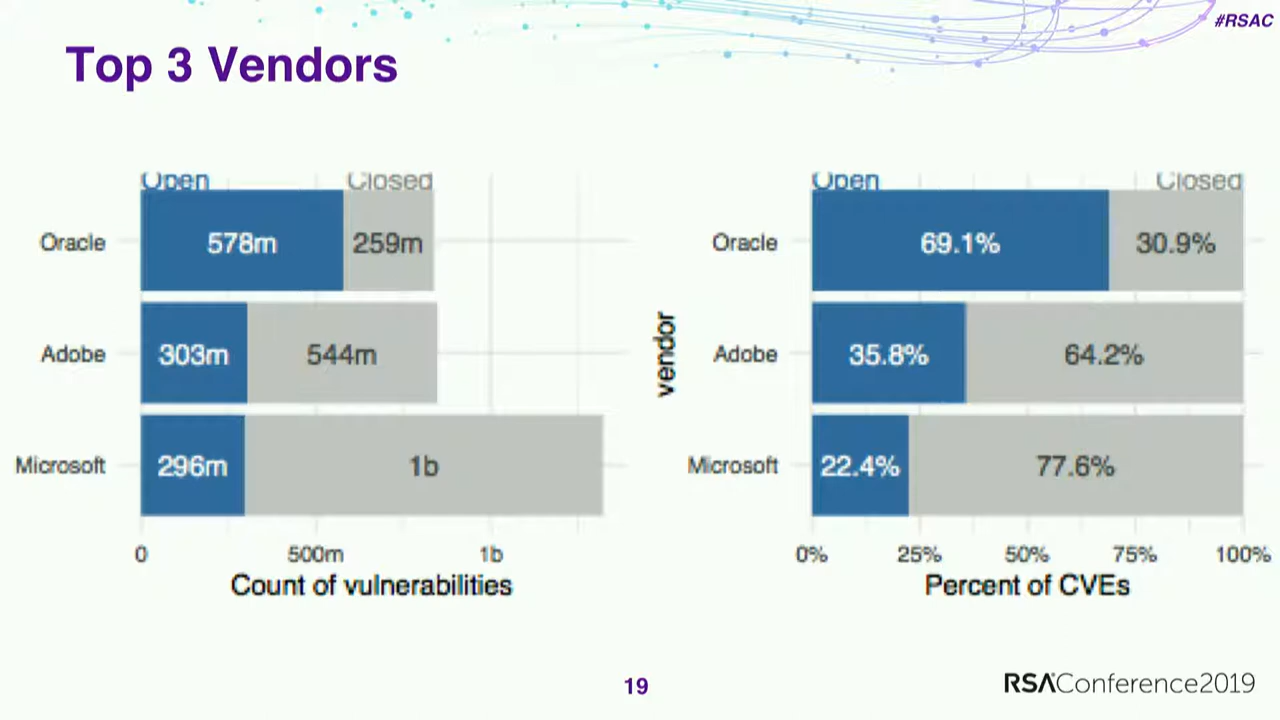 #RSAC
Top 3 Vendors
Open Closed
Oracle 578m 259m
Adobe 303m 544m
Microsoft 296m 1b
0 500m 1b
Count of vulnerabilities
vendor
Open Closed
Oracle 69.1% 30.9%
Adobe 35.8% 64.2%
Microsoft 22.4% 77.6%
0% 25% 50% 75% 100%
Percent of CVEs
19
RSAConference2019